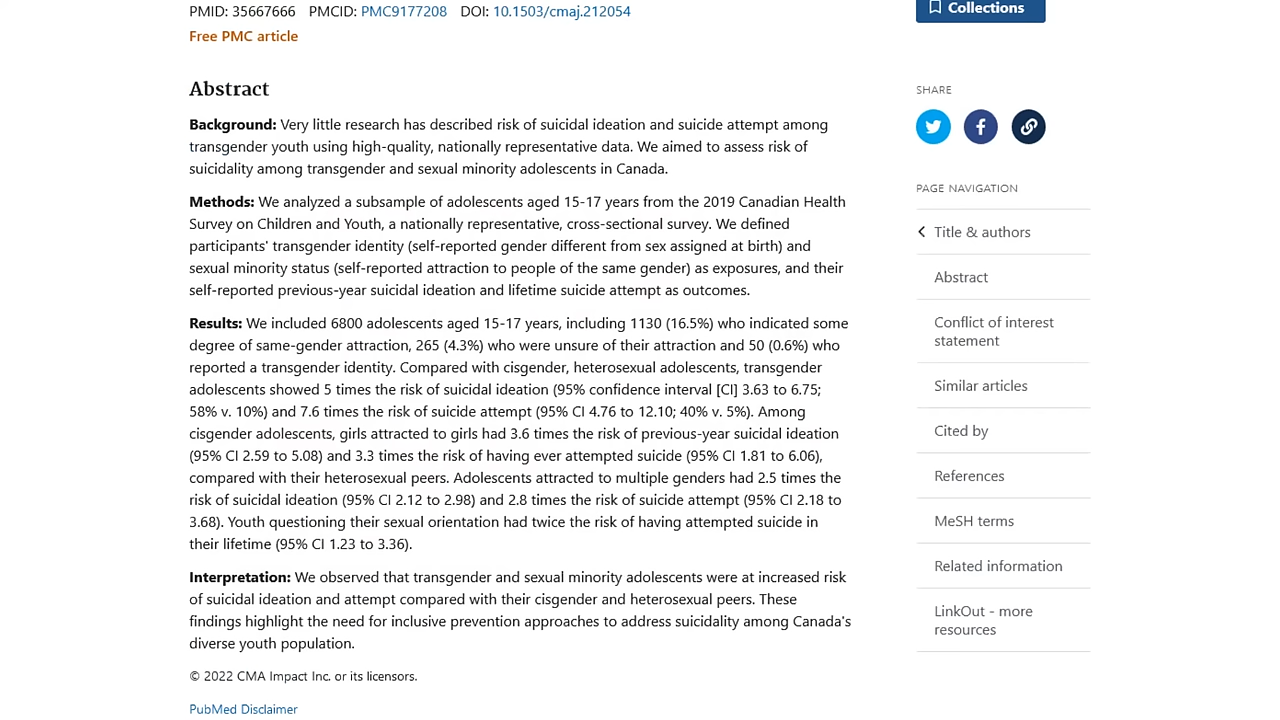 PMID: 35667666 PMCID: PMC9177208 DOI: 10.1503/cmaj.212054
Free PMC article
Abstract
Background: Very little research has described risk of suicidal ideation and suicide attempt among
transgender youth using high-quality, nationally representative data. We aimed to assess risk of
suicidality among transgender and sexual minority adolescents in Canada.
Methods: We analyzed a subsample of adolescents aged 15-17 years from the 2019 Canadian Health
Survey on Children and Youth, a nationally representative, cross-sectional survey. We defined
participants' transgender identity (self-reported gender different from sex assigned at birth) and
sexual minority status (self-reported attraction to people of the same gender) as exposures, and their
self-reported previous-year suicidal ideation and lifetime suicide attempt as outcomes.
Results: We included 6800 adolescents aged 15-17 years, including 1130 (16.5%) who indicated some
degree of same-gender attraction, 265 (4.3%) who were unsure of their attraction and 50 (0.6%) who
reported a transgender identity. Compared with cisgender, heterosexual adolescents, transgender
adolescents showed 5 times the risk of suicidal ideation (95% confidence interval [CI] 3.63 to 6.75;
58% v. 10%) and 7.6 times the risk of suicide attempt (95% CI 4.76 to 12.10; 40% v. 5%). Among
cisgender adolescents, girls attracted to girls had 3.6 times the risk of previous-year suicidal ideation
(95% CI 2.59 to 5.08) and 3.3 times the risk of having ever attempted suicide (95% CI 1.81 to 6.06),
compared with their heterosexual peers. Adolescents attracted to multiple genders had 2.5 times the
risk of suicidal ideation (95% CI 2.12 to 2.98) and 2.8 times the risk of suicide attempt (95% CI 2.18 to
3.68). Youth questioning their sexual orientation had twice the risk of having attempted suicide in
their lifetime (95% CI 1.23 to 3.36).
Interpretation: We observed that transgender and sexual minority adolescents were at increased risk
of suicidal ideation and attempt compared with their cisgender and heterosexual peers. These
findings highlight the need for inclusive prevention approaches to address suicidality among Canada's
diverse youth population.
© 2022 CMA Impact Inc. or its licensors.
PubMed Disclaimer
Collections
SHARE
PAGE NAVIGATION
Title & authors
Abstract
Conflict of interest
statement
Similar articles
Cited by
References
MeSH terms
Related information
LinkOut - more
resources